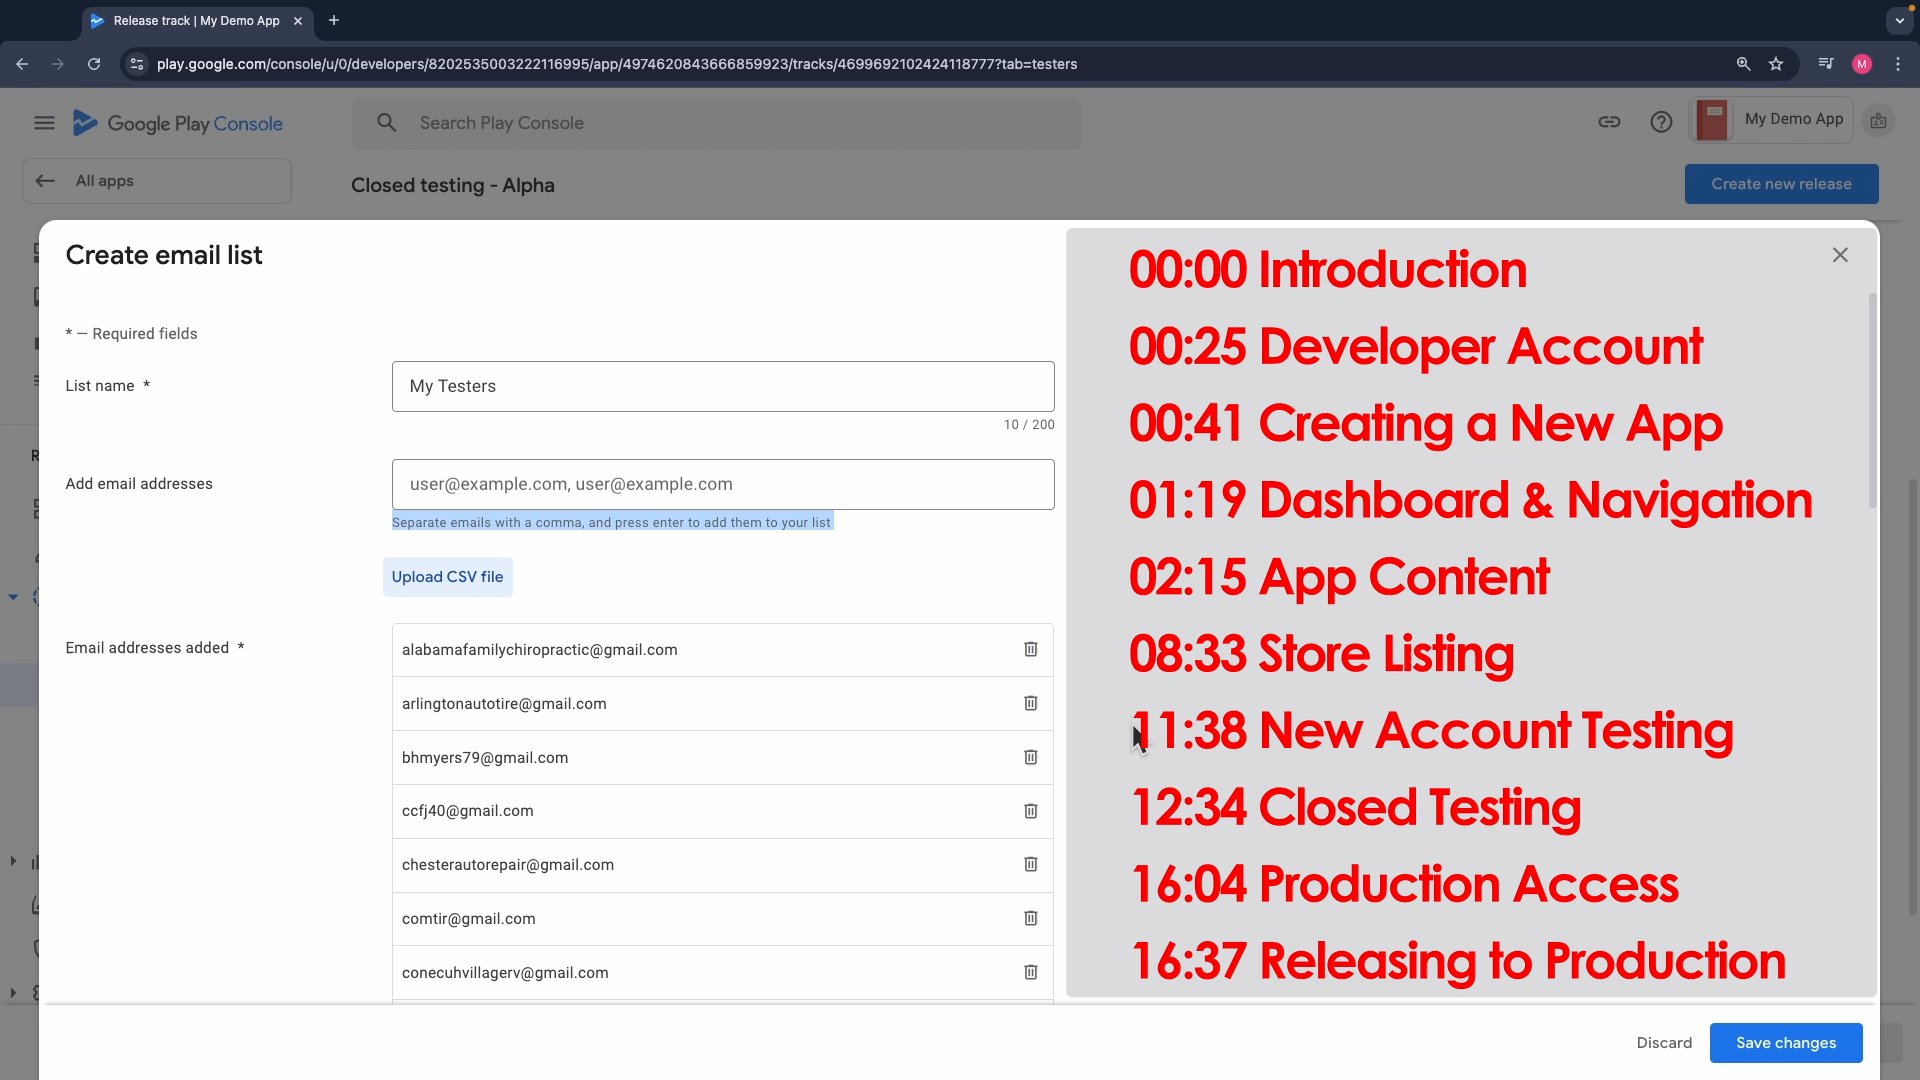 Release track | My Demo App
play.google.com/console/u/0/developers/8202535003222116995/app/4974620843666859923/tracks/4699692102424118777?tab=testers
M
Google Play Console
Search Play Console
My Demo App
All apps
Closed testing - Alpha
Create new release
Create email list
* — Required fields
List name *
My Testers
10 / 200
Add email addresses
user@example.com, user@example.com
Separate emails with a comma, and press enter to add them to your list
Upload CSV file
Email addresses added *
alabamafamilychiropractic@gmail.com
arlingtonautotire@gmail.com
bhmyers79@gmail.com
ccfj40@gmail.com
chesterautorepair@gmail.com
comtir@gmail.com
conecuhvillagerv@gmail.com
00:00 Introduction
00:25 Developer Account
00:41 Creating a New App
01:19 Dashboard & Navigation
02:15 App Content
08:33 Store Listing
11:38 New Account Testing
12:34 Closed Testing
16:04 Production Access
16:37 Releasing to Production
Discard
Save changes